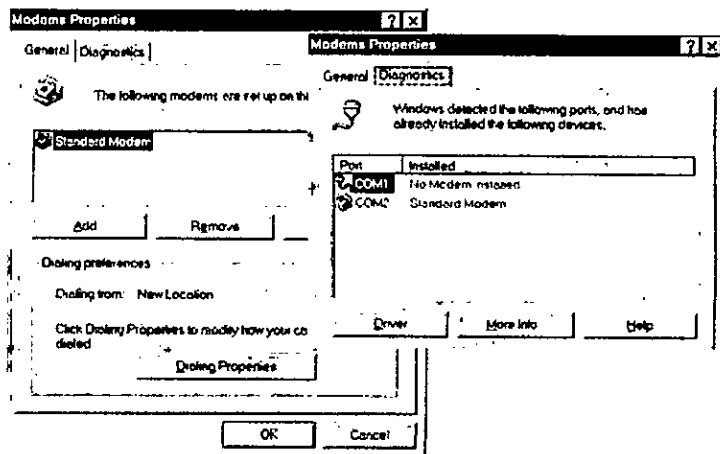 Modems Properties
? ×
General
Diagnostics
The following modems are set up on thi
Standard Modem
Add
Remove
Dialing preferences
Dialing from: New Location
Click Dialing Properties to modify how your ca
dialed
Dialing Properties
OK
Cancel
Modems Properties
? ×
General
Diagnostics
Windows detected the following ports, and has
already installed the following devices.
Port Installed
COM1 No Modem Installed
COM2 Standard Modem
Driver
More Info
Help